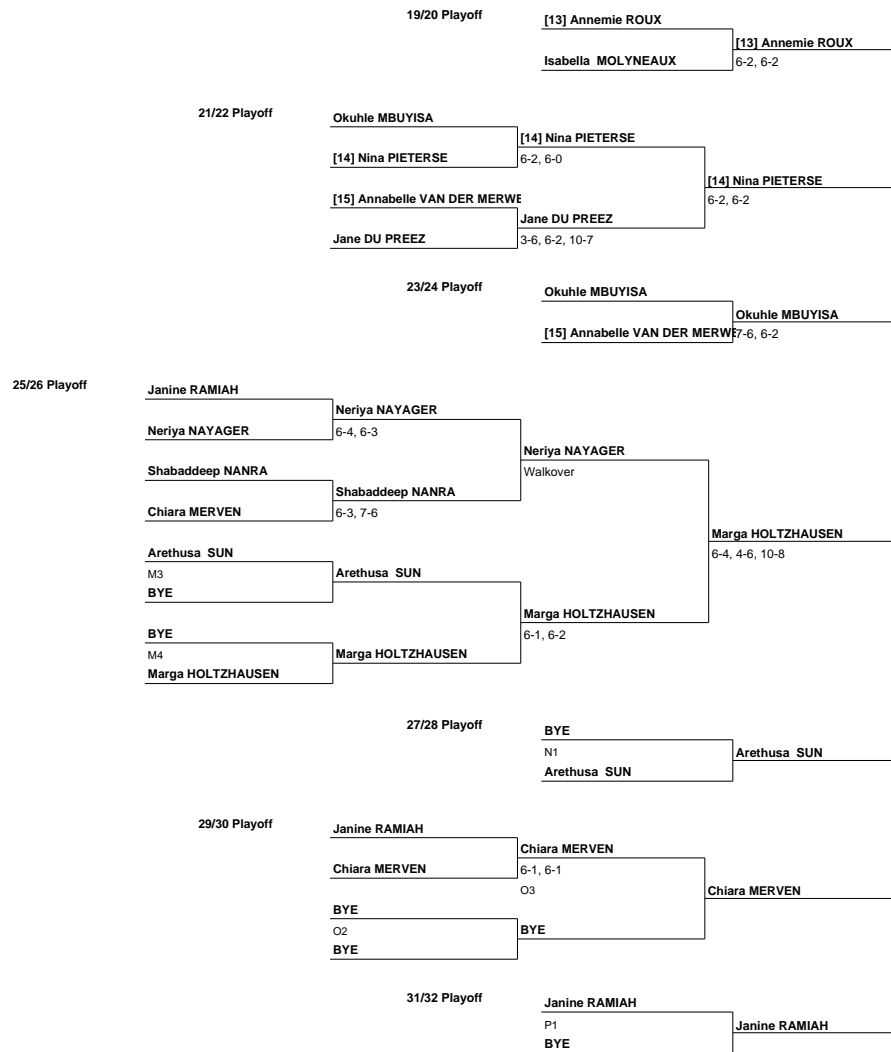 19/20 Playoff
[13] Annemie ROUX
[13] Annemie ROUX
Isabella MOLYNEAUX
6-2, 6-2
21/22 Playoff
Okuhle MBUYISA
[14] Nina PIETERSE
[14] Nina PIETERSE
6-2, 6-0
[14] Nina PIETERSE
[15] Annabelle VAN DER MERWE
6-2, 6-2
Jane DU PREEZ
Jane DU PREEZ
3-6, 6-2, 10-7
23/24 Playoff
Okuhle MBUYISA
Okuhle MBUYISA
[15] Annabelle VAN DER MERWE
7-6, 6-2
25/26 Playoff
Janine RAMIAH
Neriya NAYAGER
Neriya NAYAGER
6-4, 6-3
Neriya NAYAGER
Shabaddeep NANRA
Walkover
Shabaddeep NANRA
Chiara MERVEN
6-3, 7-6
Marga HOLTZHAUSEN
Arethusa SUN
6-4, 4-6, 10-8
M3
Arethusa SUN
BYE
Marga HOLTZHAUSEN
BYE
6-1, 6-2
M4
Marga HOLTZHAUSEN
Marga HOLTZHAUSEN
27/28 Playoff
BYE
N1
Arethusa SUN
Arethusa SUN
29/30 Playoff
Janine RAMIAH
Chiara MERVEN
Chiara MERVEN
6-1, 6-1
O3
Chiara MERVEN
BYE
O2
BYE
BYE
31/32 Playoff
Janine RAMIAH
P1
Janine RAMIAH
BYE